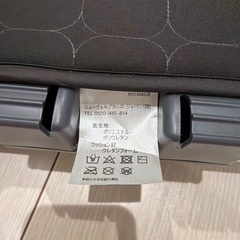 ニューウェルブランズ・ジャパン(同)
TEL 0120-415-814
表生地
ポリエステル
ポリウレタン
クッション材
ウレタンフォーム